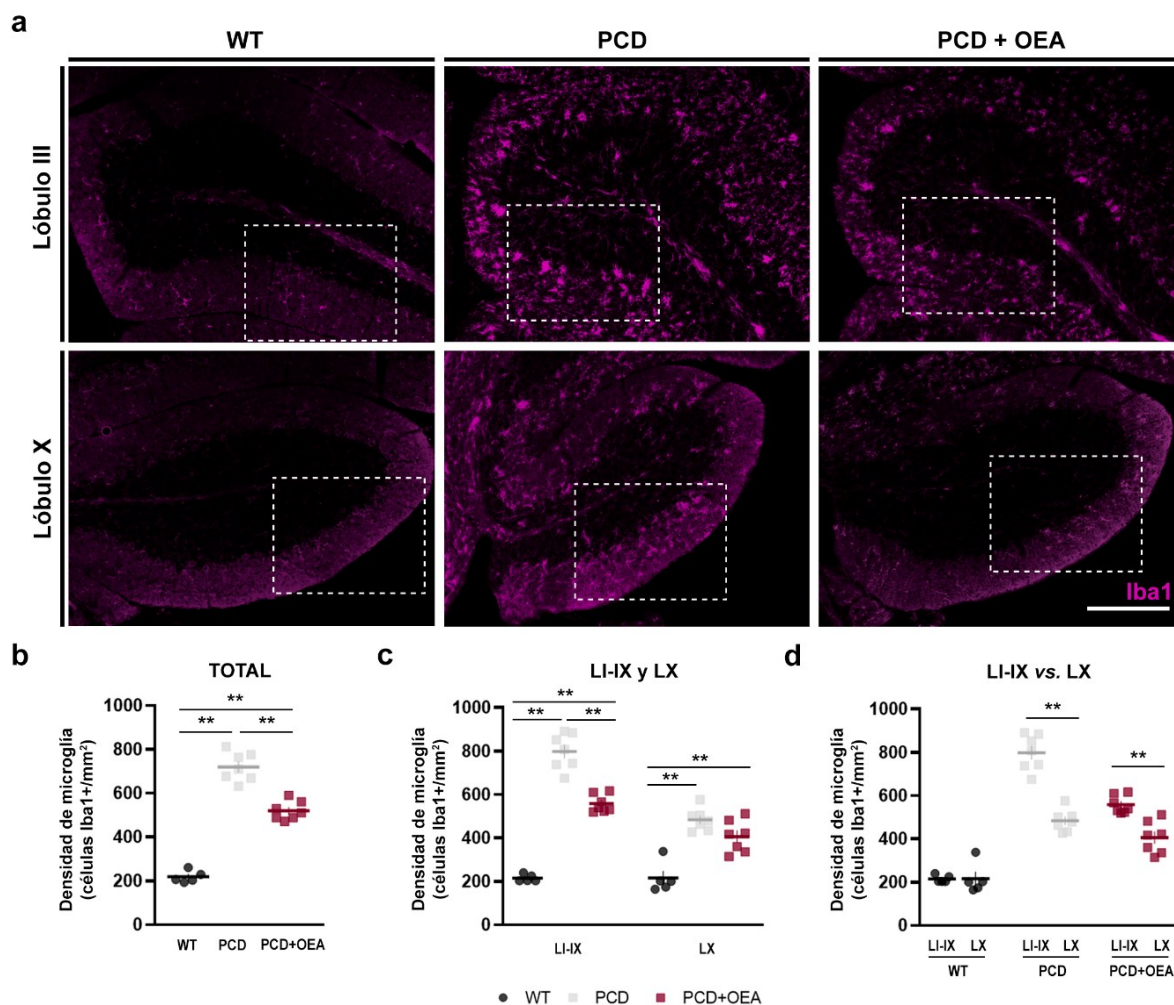 a
WT PCD PCD + OEA
Lóbulo III
Lóbulo X
Iba1
b
TOTAL
Densidad de microglía
(células Iba1+/mm²)
1000
800
600
400
200
0
** 
** **
WT PCD PCD+OEA
c
LI-IX y LX
Densidad de microglía
(células Iba1+/mm²)
1000
800
600
400
200
0
**
** **
**
**
LI-IX LX
d
LI-IX vs. LX
Densidad de microglía
(células Iba1+/mm²)
1000
800
600
400
200
0
**
**
LI-IX LX LI-IX LX LI-IX LX
WT PCD PCD+OEA
WT PCD PCD+OEA